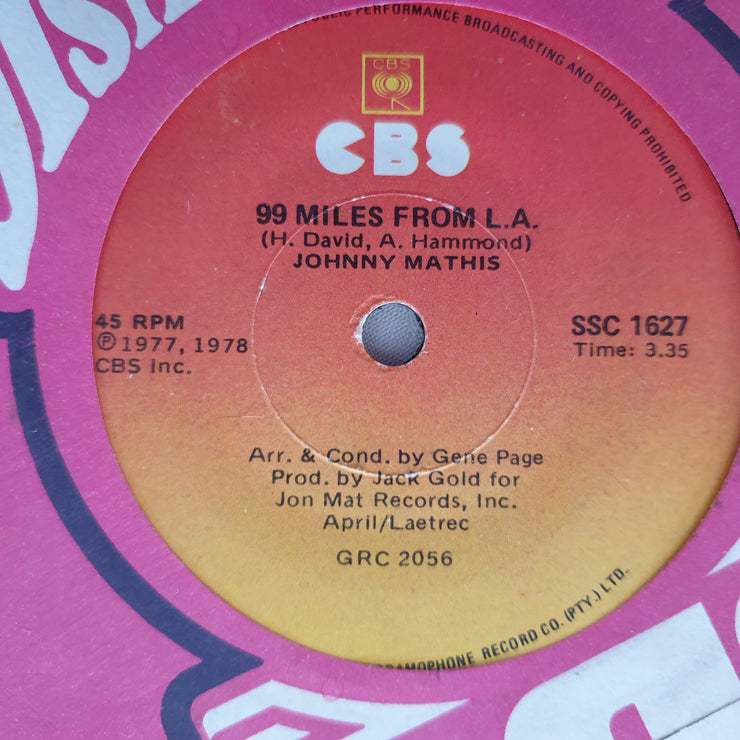 PERFORMANCE BROADCASTING AND COPYING PROHIBITED
CBS
CBS
99 MILES FROM L.A.
(H. David, A. Hammond)
JOHNNY MATHIS
45 RPM
℗ 1977, 1978
CBS Inc.
SSC 1627
Time: 3.35
Arr. & Cond. by Gene Page
Prod. by Jack Gold for
Jon Mat Records, Inc.
April/Laetrec
GRC 2056
RECORD CO. (PTY.) LTD.